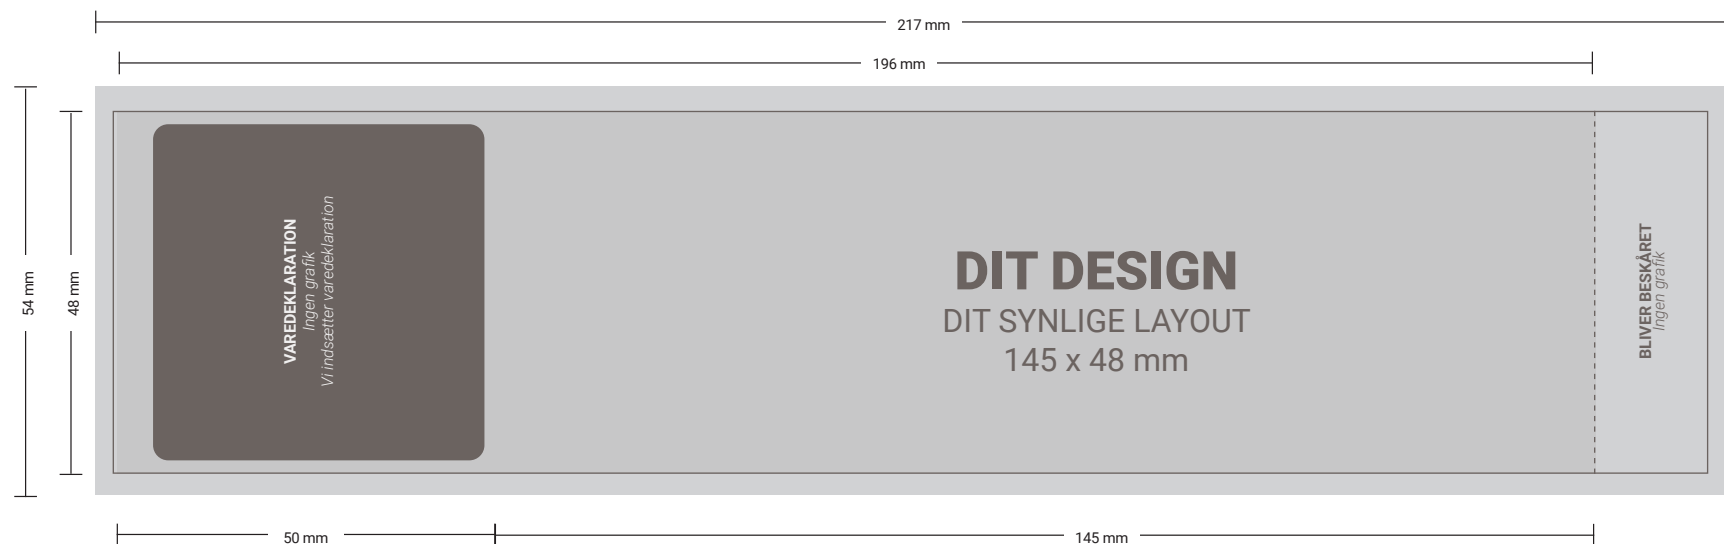 217 mm
196 mm
54 mm
48 mm
VAREDEKLARATION
Ingen grafik
Vi indsætter varedeklaration
DIT DESIGN
DIT SYNLIGE LAYOUT
145 x 48 mm
BLIVER BESKÅRET
Ingen grafik
50 mm
145 mm